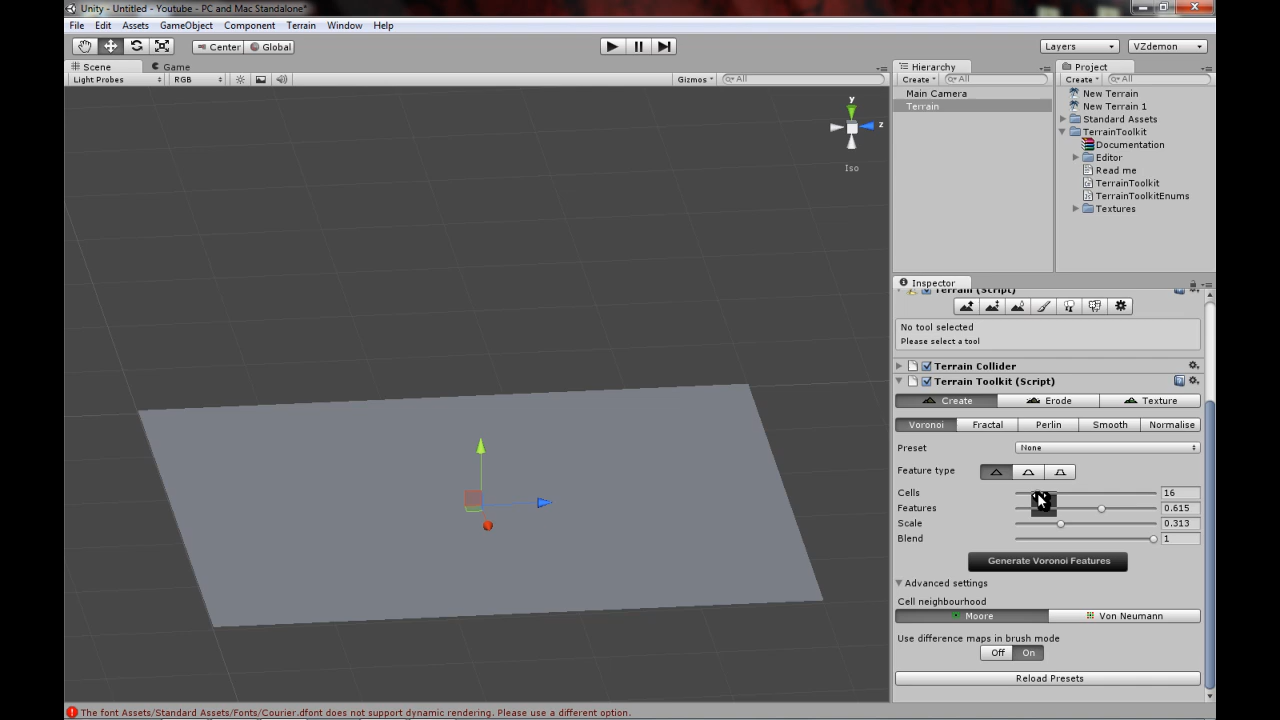 Unity - Untitled - Youtube - PC and Mac Standalone*
File Edit Assets GameObject Component Terrain Window Help
Center Global Layers VZdemon
Scene Game
Light Probes RGB Gizmos All
y
z
Iso
Hierarchy
Create All
Main Camera
Terrain
Project
Create All
New Terrain
New Terrain 1
Standard Assets
TerrainToolkit
Documentation
Editor
Read me
TerrainToolkit
TerrainToolkitEnums
Textures
Inspector
Terrain (Script)
No tool selected
Please select a tool
Terrain Collider
Terrain Toolkit (Script)
Create Erode Texture
Voronoi Fractal Perlin Smooth Normalise
Preset None
Feature type
Cells 16
Features 0.615
Scale 0.313
Blend 1
Generate Voronoi Features
Advanced settings
Cell neighbourhood
Moore Von Neumann
Use difference maps in brush mode
Off On
Reload Presets
The font Assets/Standard Assets/Fonts/Courier.dfont does not support dynamic rendering. Please use a different option.